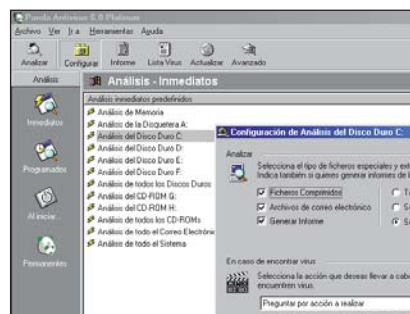 Panda Antivirus 6.0 Platinum
Archivo Ver Ir a Herramientas Ayuda
Analizar Configurar Informe Lista Virus Actualizar Avanzado
Análisis
Análisis - Inmediatos
Análisis inmediatos predefinidos
Análisis de Memoria
Análisis de la Disquetera A:
Análisis del Disco Duro C:
Análisis del Disco Duro D:
Análisis del Disco Duro E:
Análisis del Disco Duro F:
Análisis de todos los Discos Duros
Análisis del CD-ROM G:
Análisis del CD-ROM H:
Análisis de todos los CD-ROMs
Análisis de todo el Correo Electrónic
Análisis de todo el Sistema
Inmediatos
Programados
Al iniciar...
Permanentes
Configuración de Análisis del Disco Duro C:
Analizar
Selecciona el tipo de ficheros especiales y ext
Indica también si quieres generar informes de l
Ficheros Comprimidos
Archivos de correo electrónico
Generar Informe
En caso de encontrar virus
Selecciona la acción que deseas llevar a cabo
encuentren virus.
Preguntar por acción a realizar